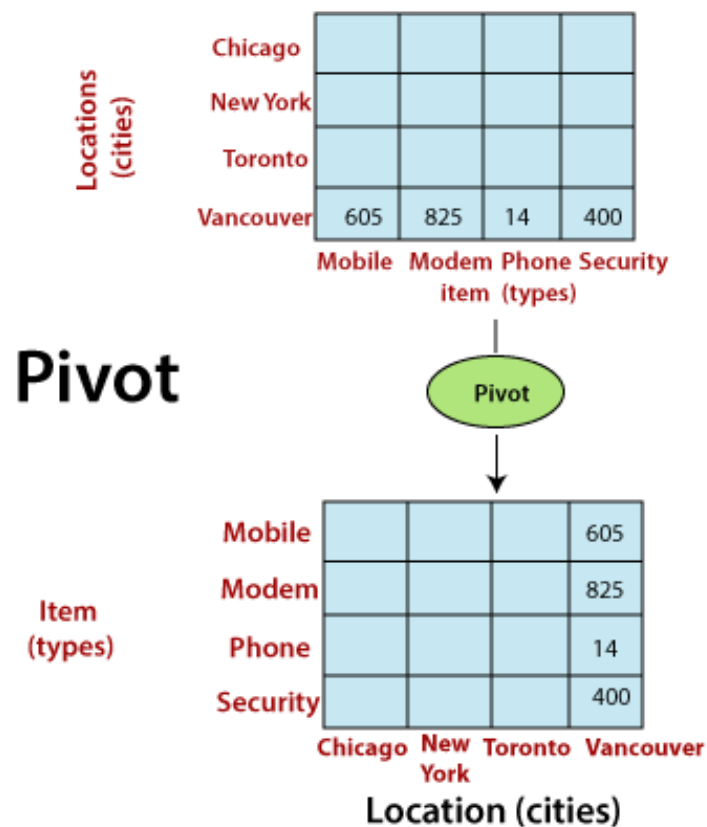 Locations
(cities)
Chicago
New York
Toronto
Vancouver 605 825 14 400
Mobile Modem Phone Security
item (types)
Pivot
Pivot
Item
(types)
Mobile 605
Modem 825
Phone 14
Security 400
Chicago New York Toronto Vancouver
Location (cities)